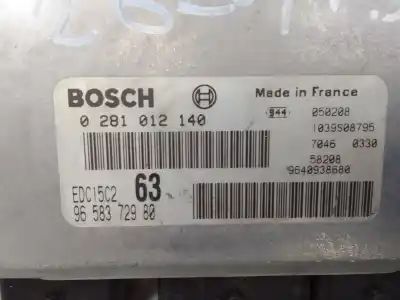 BOSCH
Made in France
0 281 012 140
944 050208
1039S08795
7046 0330
58208
9640938680
EDC15C2 63
96 583 729 80